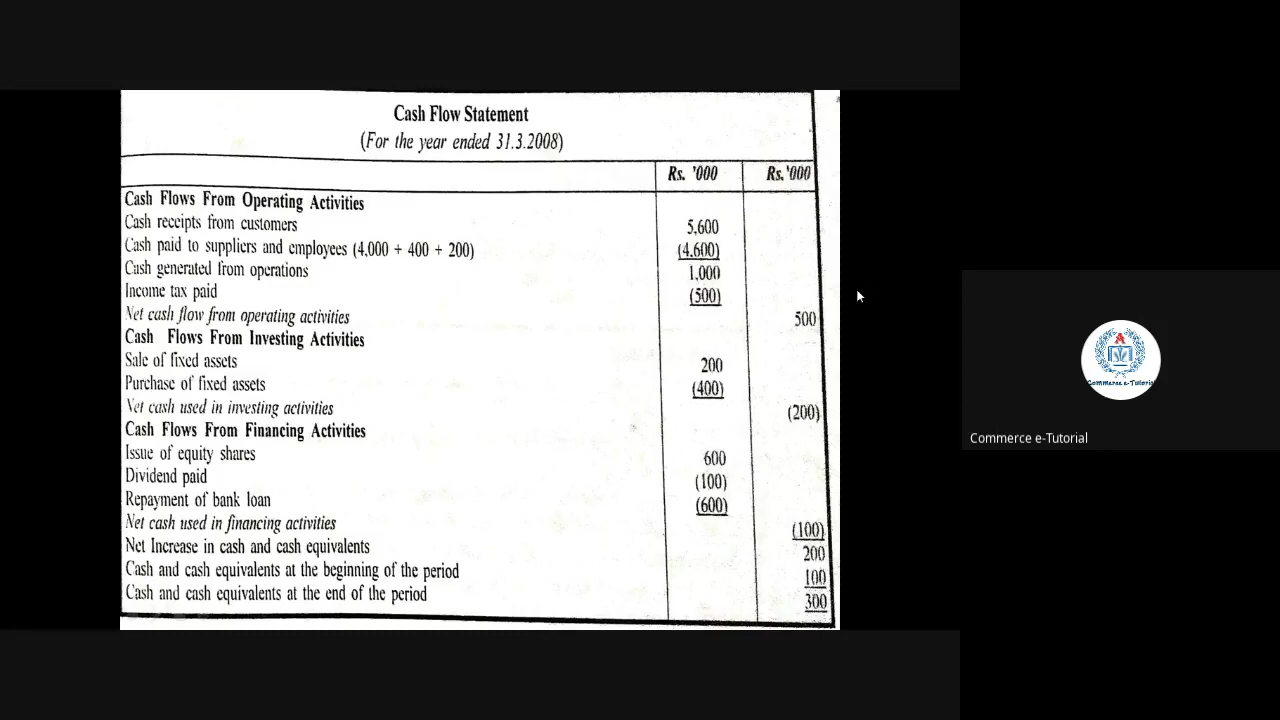 Cash Flow Statement
(For the year ended 31.3.2008)
Rs. '000 Rs.'000
Cash Flows From Operating Activities
Cash receipts from customers 5,600
Cash paid to suppliers and employees (4,000 + 400 + 200) (4,600)
Cash generated from operations 1,000
Income tax paid (500)
Net cash flow from operating activities 500
Cash Flows From Investing Activities
Sale of fixed assets 200
Purchase of fixed assets (400)
Net cash used in investing activities (200)
Cash Flows From Financing Activities
Issue of equity shares 600
Dividend paid (100)
Repayment of bank loan (600)
Net cash used in financing activities (100)
Net Increase in cash and cash equivalents 200
Cash and cash equivalents at the beginning of the period 100
Cash and cash equivalents at the end of the period 300
A
Commerce e-Tutorial
Commerce e-Tutorial